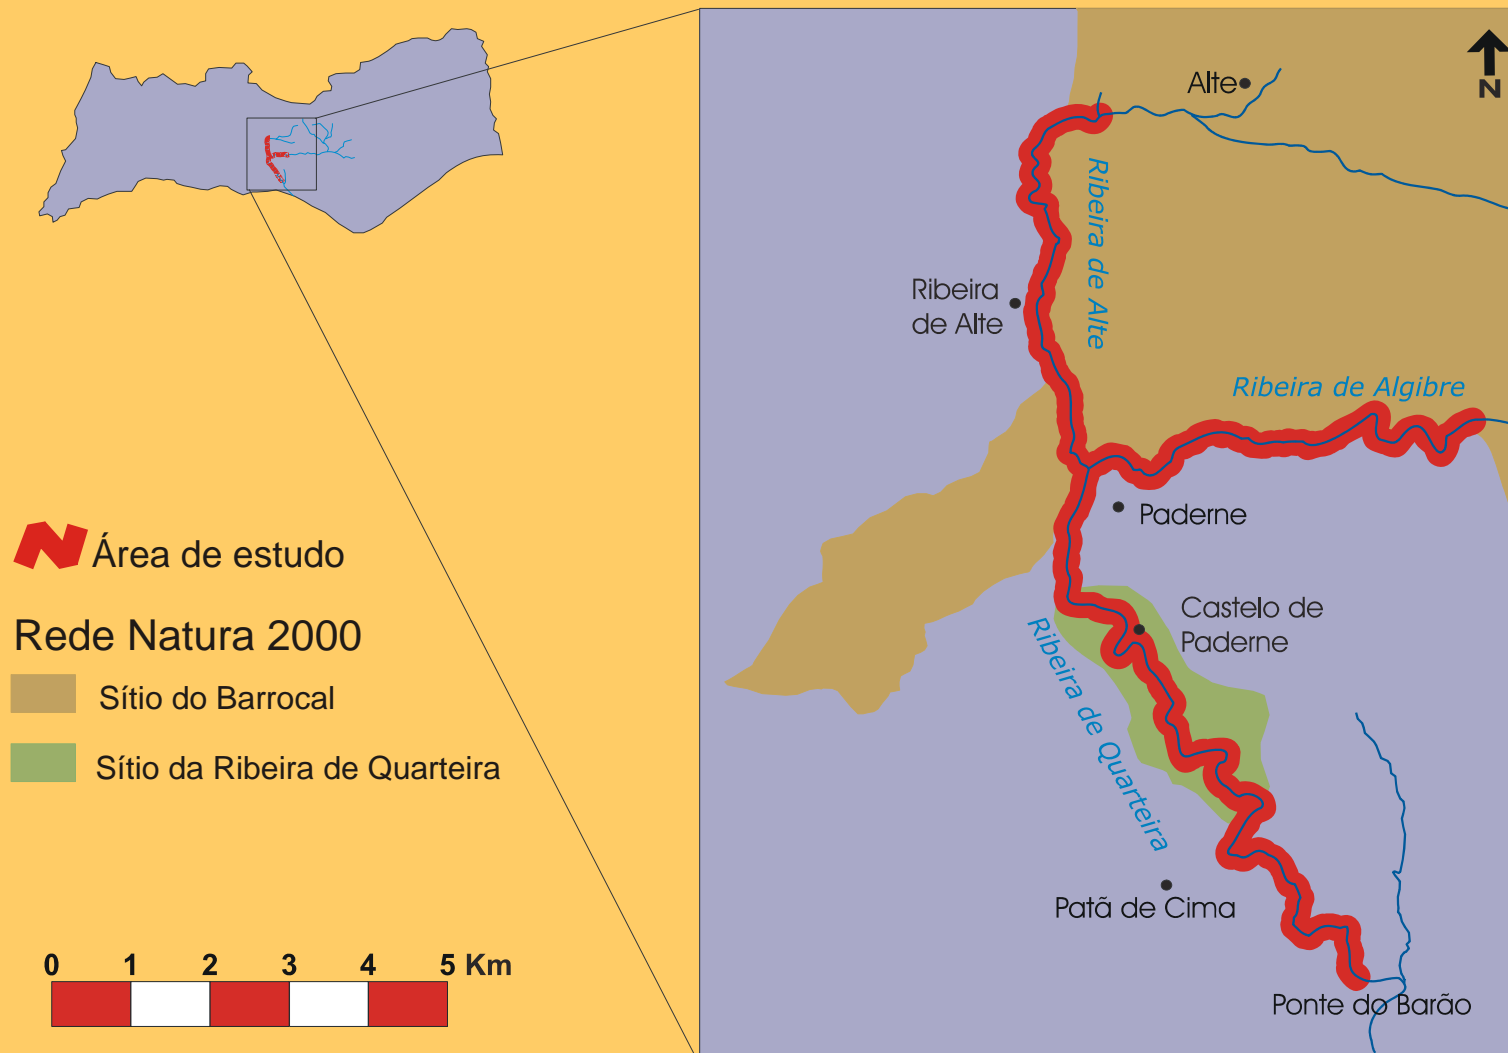 Área de estudo
Rede Natura 2000
Sítio do Barrocal
Sítio da Ribeira de Quarteira
0 1 2 3 4 5 Km
N
Alte
Ribeira de Alte
Ribeira
de Alte
Ribeira de Algibre
Paderne
Castelo de
Paderne
Ribeira de Quarteira
Patã de Cima
Ponte do Barão